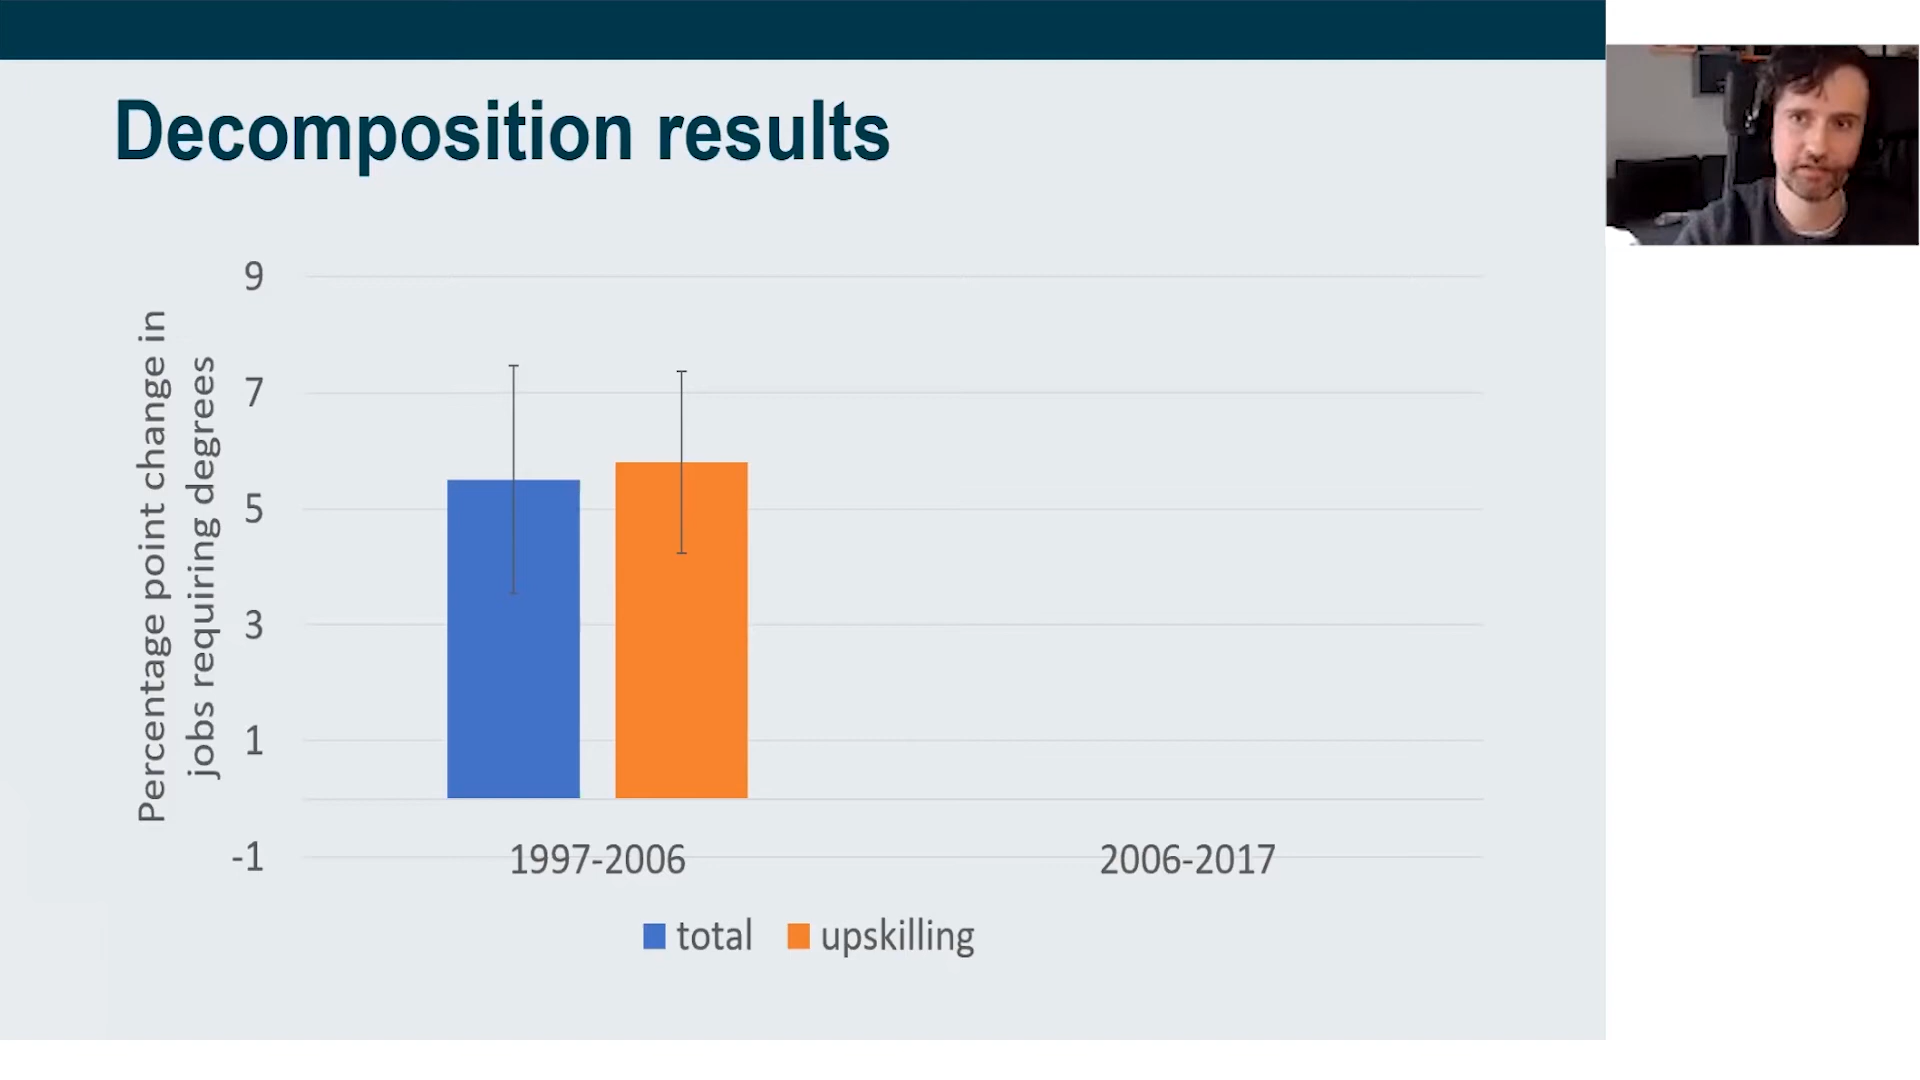 Decomposition results
Percentage point change in
jobs requiring degrees
9
7
5
3
1
-1
1997-2006
2006-2017
total
upskilling